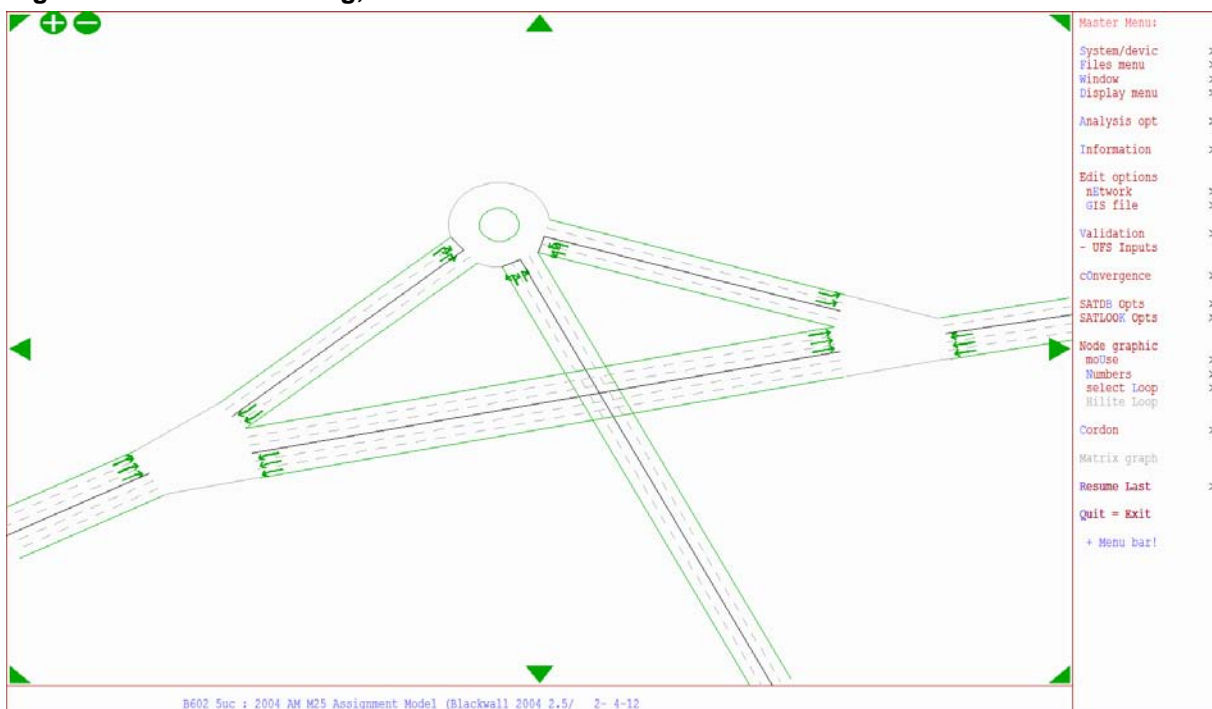 Master Menu:
System/devic >
Files menu >
Window >
Display menu >
Analysis opt >
Information >
Edit options
nEtwork >
GIS file >
Validation >
- UFS Inputs
cOnvergence >
SATDB Opts >
SATLOOK Opts >
Node graphic
moUse >
Numbers >
select Loop >
Hilite Loop
Cordon >
Matrix graph
Resume Last >
Quit = Exit
+ Menu bar!
B602 5uc : 2004 AM M25 Assignment Model (Blackwall 2004 2.5/ 2- 4-12